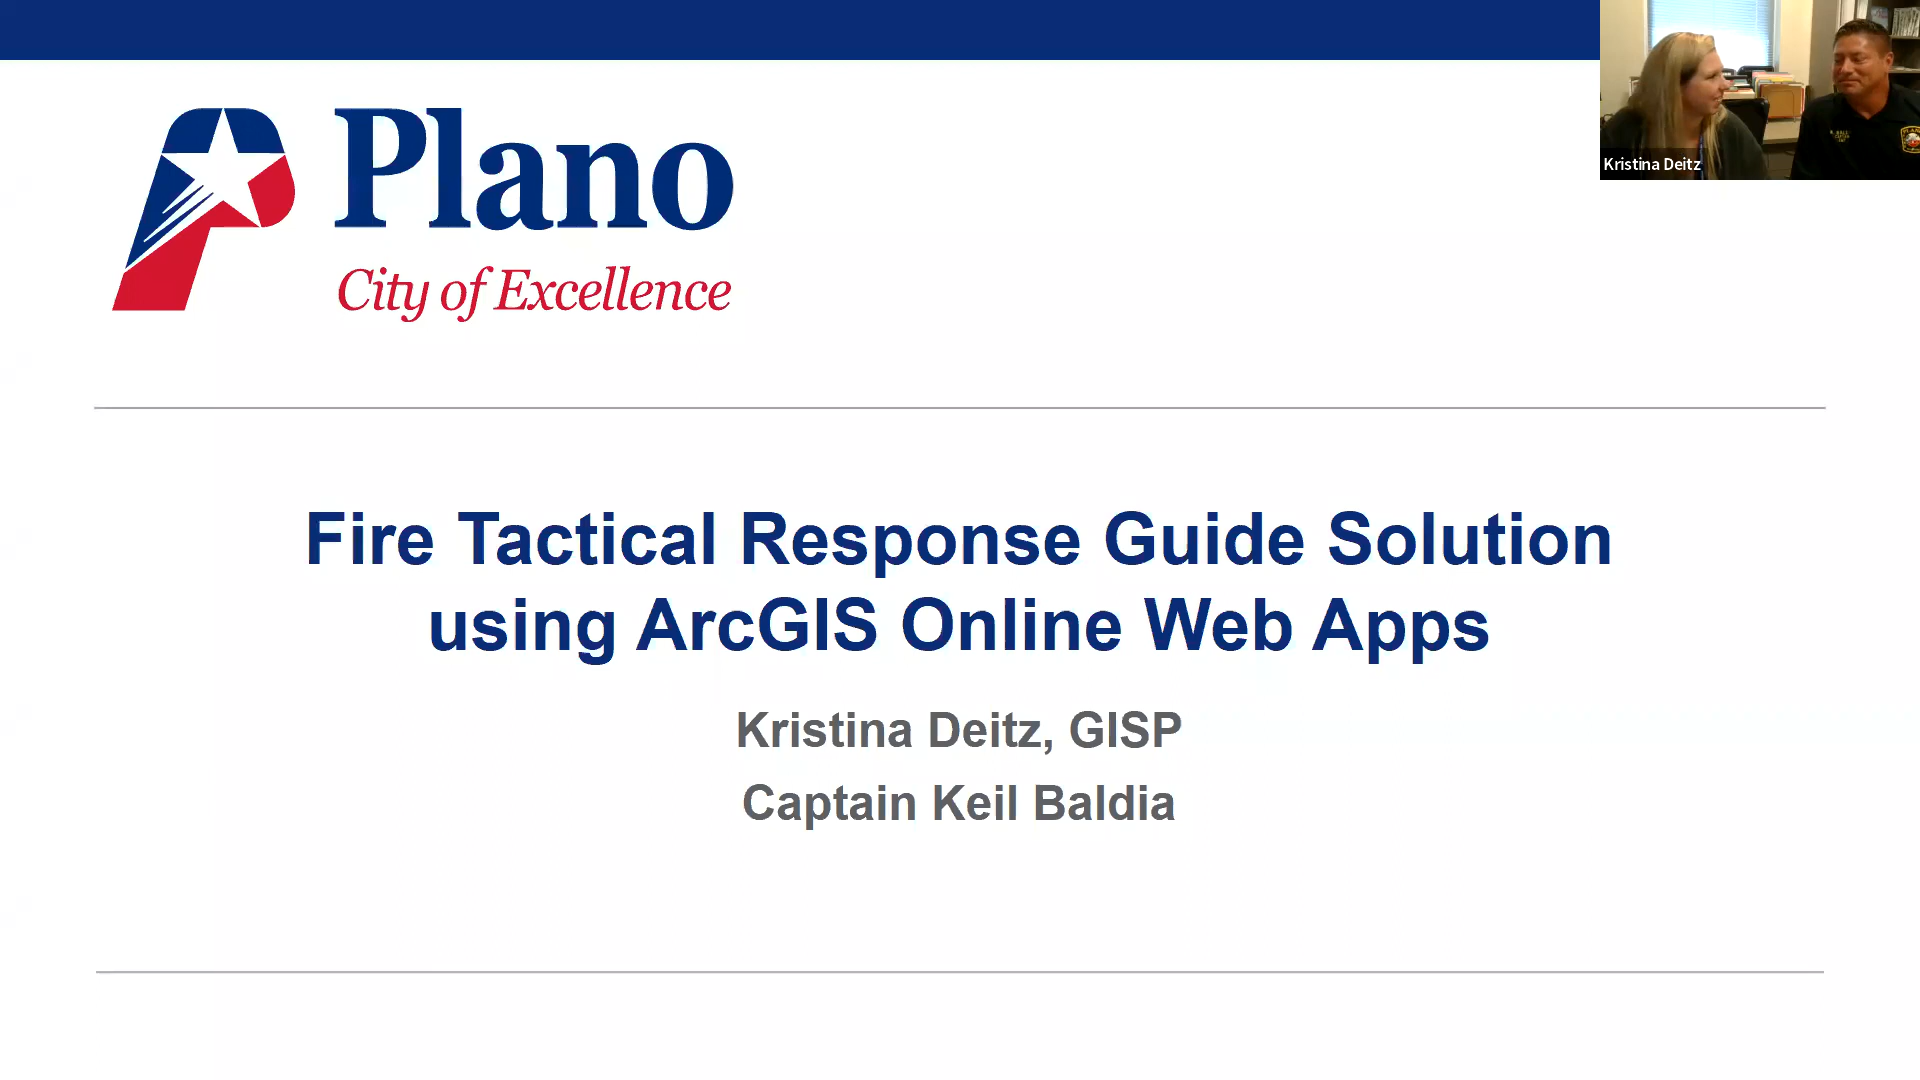 Plano
City of Excellence
Kristina Deitz
Fire Tactical Response Guide Solution
using ArcGIS Online Web Apps
Kristina Deitz, GISP
Captain Keil Baldia